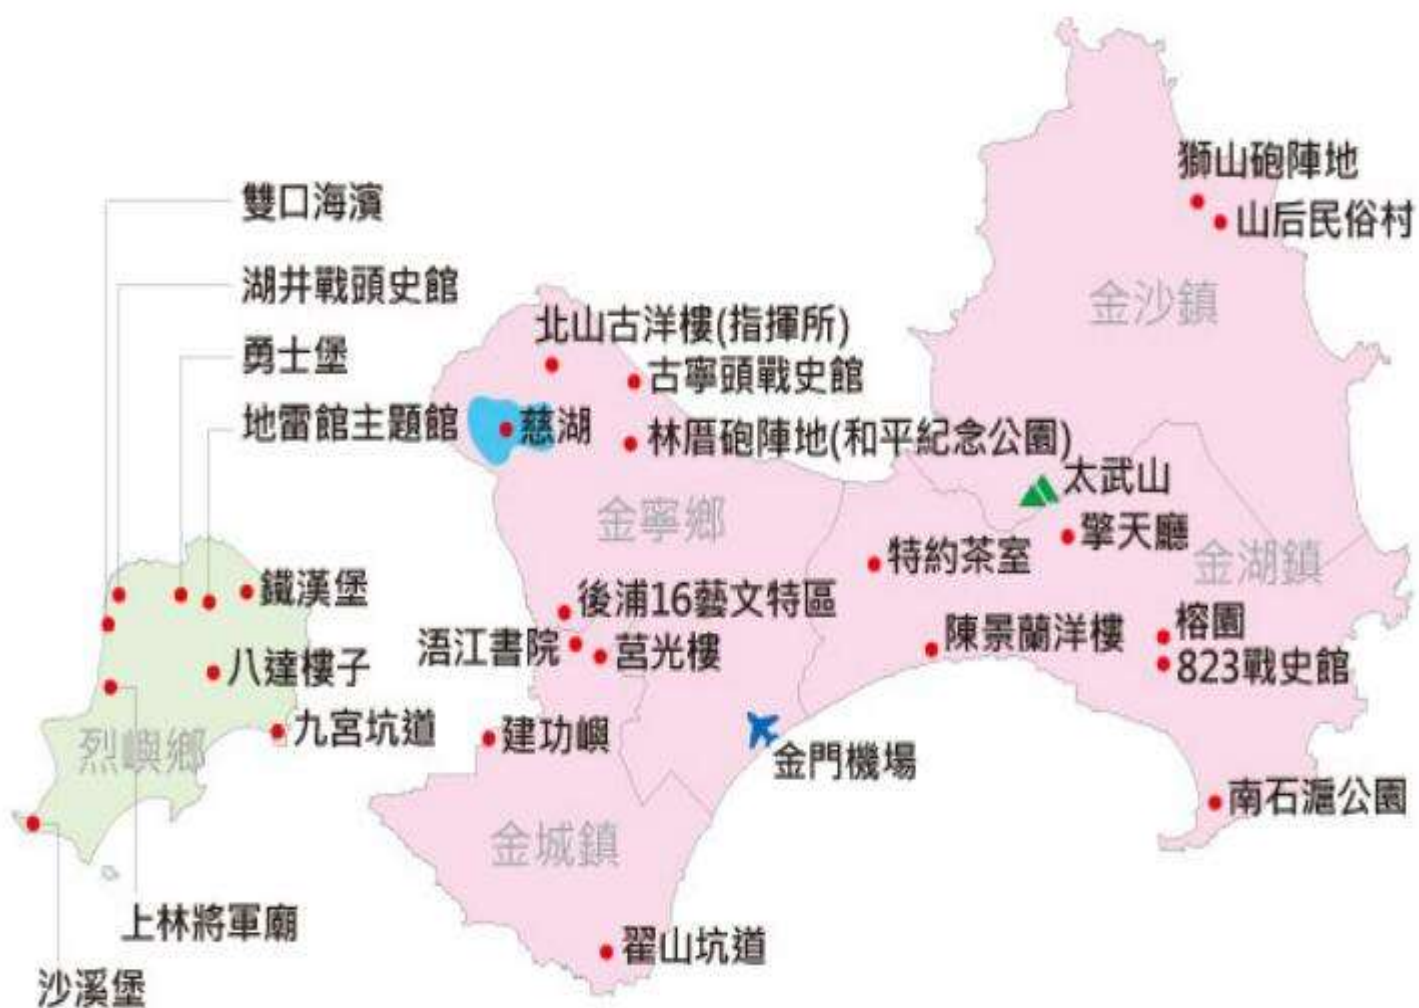 獅山砲陣地
山后民俗村
雙口海濱
湖井戰頭史館
金沙鎮
北山古洋樓(指揮所)
勇士堡
古寧頭戰史館
地雷館主題館
慈湖
林厝砲陣地(和平紀念公園)
太武山
金寧鄉
擎天廳
特約茶室
金湖鎮
鐵漢堡
後浦16藝文特區
榕園
浯江書院
莒光樓
陳景蘭洋樓
八達樓子
823戰史館
九宮坑道
建功嶼
烈嶼鄉
金門機場
南石滬公園
金城鎮
上林將軍廟
翟山坑道
沙溪堡